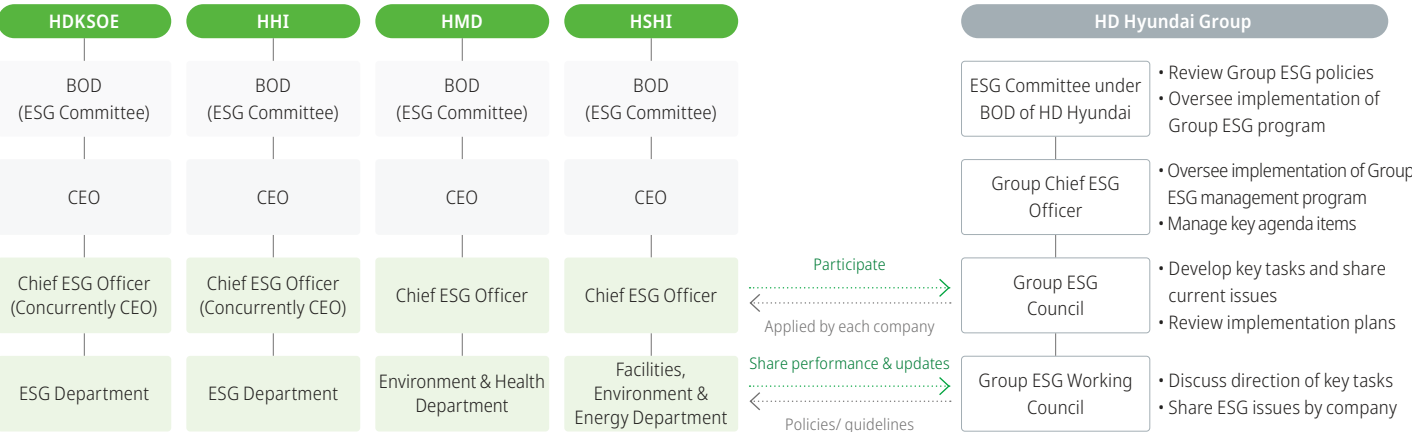 HDKSOE
HHI
HMD
HSHI
HD Hyundai Group
BOD
(ESG Committee)
BOD
(ESG Committee)
BOD
(ESG Committee)
BOD
(ESG Committee)
ESG Committee under
BOD of HD Hyundai
• Review Group ESG policies
• Oversee implementation of
Group ESG program
CEO
CEO
CEO
CEO
Group Chief ESG
Officer
• Oversee implementation of Group
ESG management program
• Manage key agenda items
Chief ESG Officer
(Concurrently CEO)
Chief ESG Officer
(Concurrently CEO)
Chief ESG Officer
Chief ESG Officer
Participate
Applied by each company
Group ESG
Council
• Develop key tasks and share
current issues
• Review implementation plans
ESG Department
ESG Department
Environment & Health
Department
Facilities,
Environment &
Energy Department
Share performance & updates
Policies/ guidelines
Group ESG Working
Council
• Discuss direction of key tasks
• Share ESG issues by company